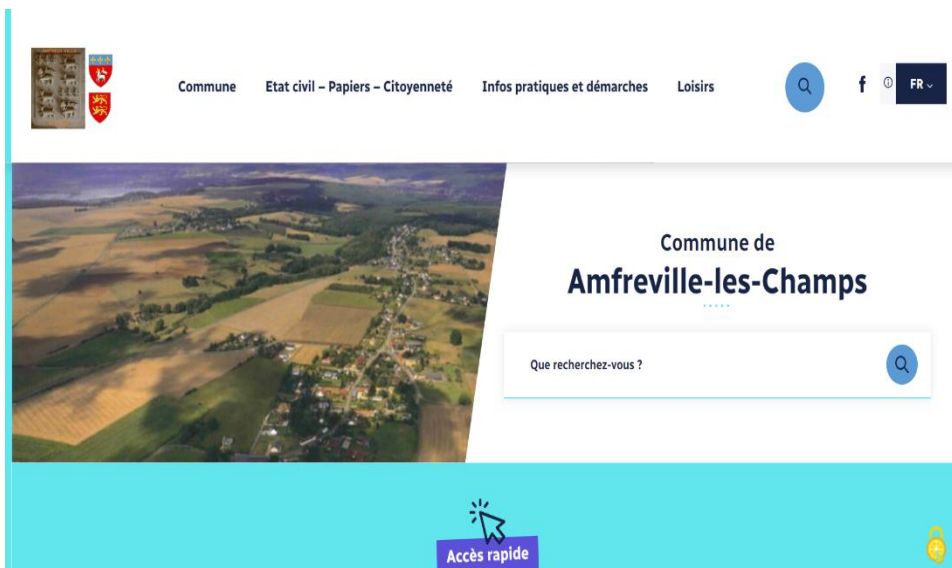 Commune
Etat civil – Papiers – Citoyenneté
Infos pratiques et démarches
Loisirs
f
FR
Commune de
Amfreville-les-Champs
Que recherchez-vous ?
Accès rapide